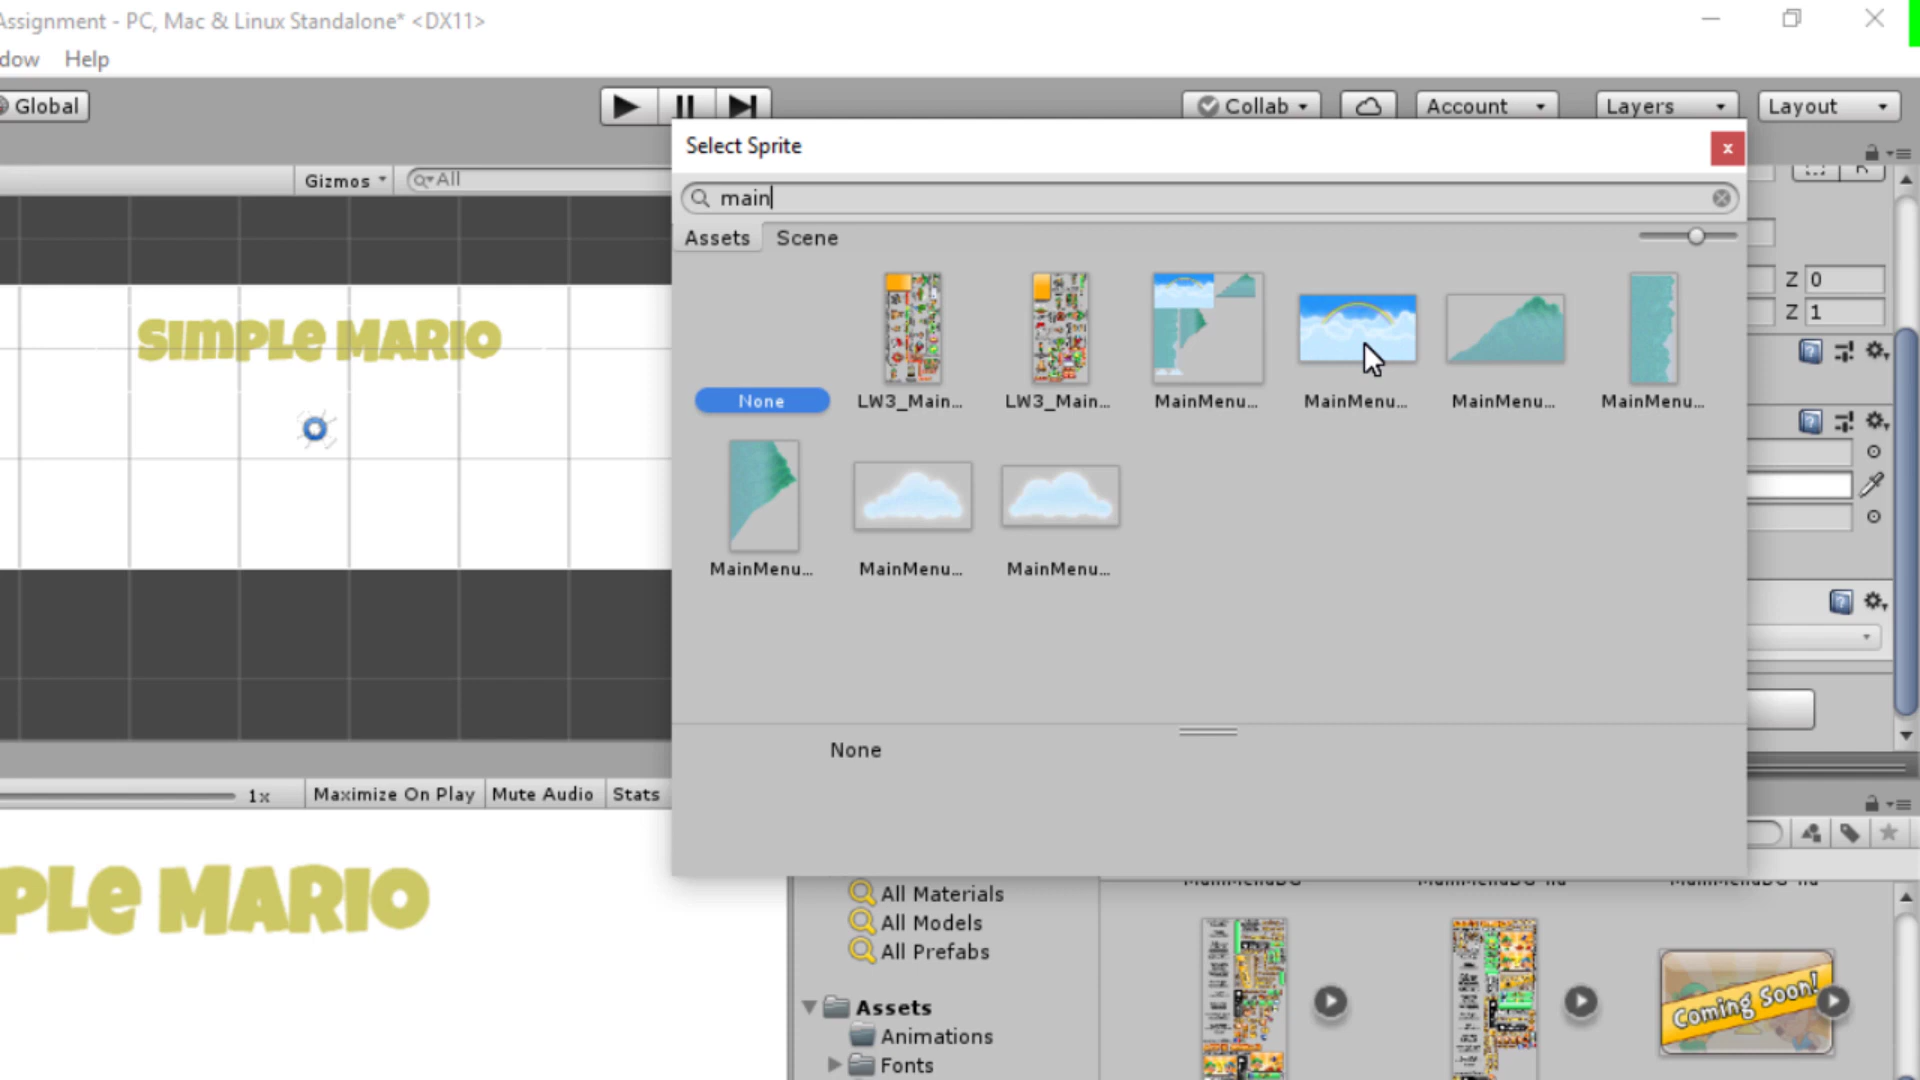 Assignment - PC, Mac & Linux Standalone* <DX11>
dow Help
Global
Collab Account Layers Layout
Select Sprite
x
Gizmos All
main
Assets Scene
Z 0
Z 1
SIMPLE MARIO
None LW3_Main... LW3_Main... MainMenu... MainMenu... MainMenu... MainMenu...
MainMenu... MainMenu... MainMenu...
None
1x Maximize On Play Mute Audio Stats
PLE MARIO
All Materials
All Models
All Prefabs
Assets
Animations
Fonts
Coming Soon!